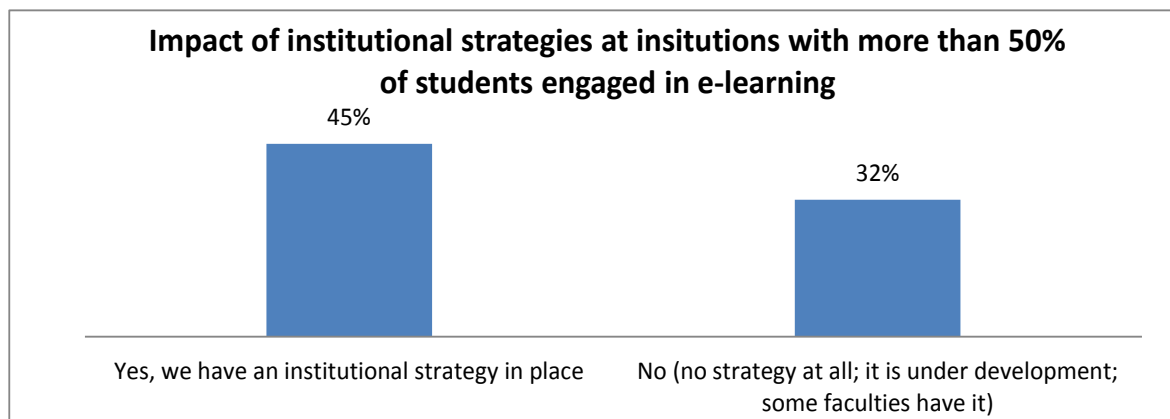 Impact of institutional strategies at insitutions with more than 50%
of students engaged in e-learning
45%
32%
Yes, we have an institutional strategy in place
No (no strategy at all; it is under development;
some faculties have it)